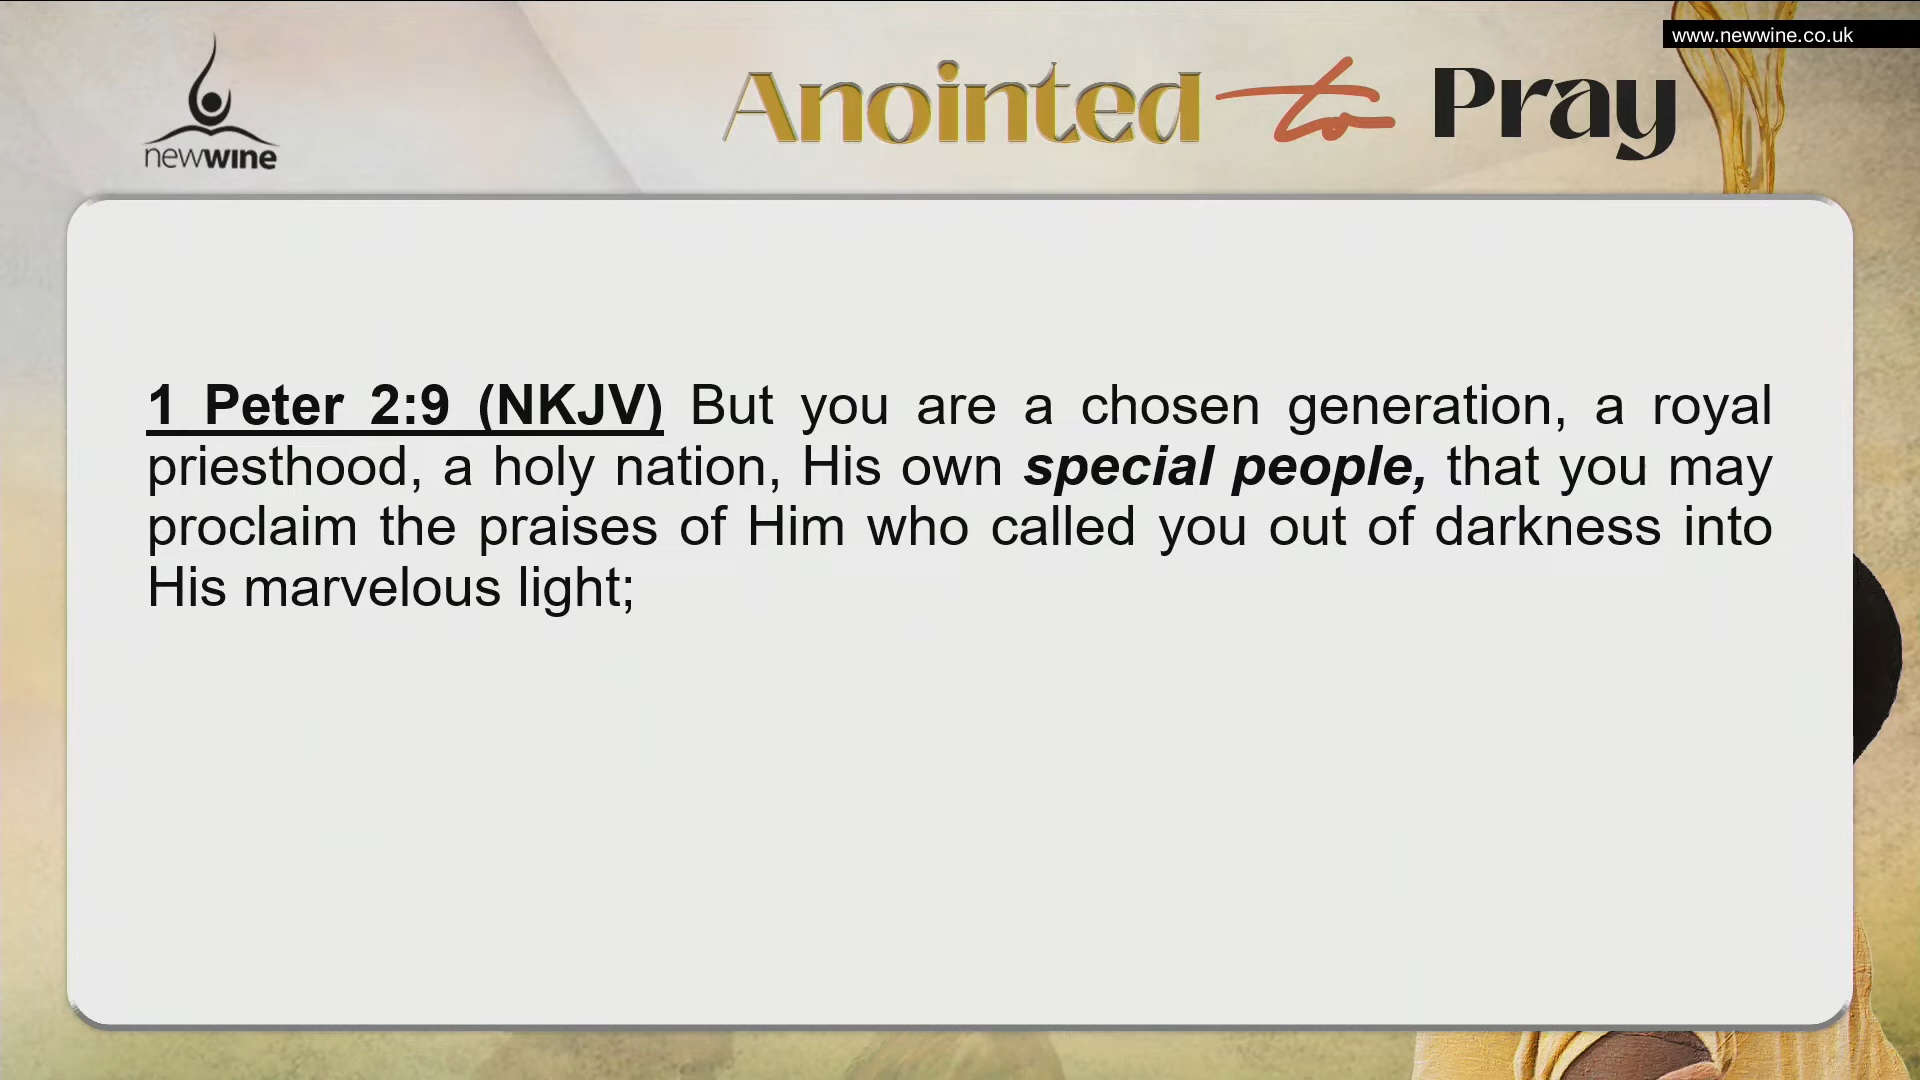 www.newwine.co.uk
Anointed to Pray
newwine
1 Peter 2:9 (NKJV) But you are a chosen generation, a royal
priesthood, a holy nation, His own special people, that you may
proclaim the praises of Him who called you out of darkness into
His marvelous light;